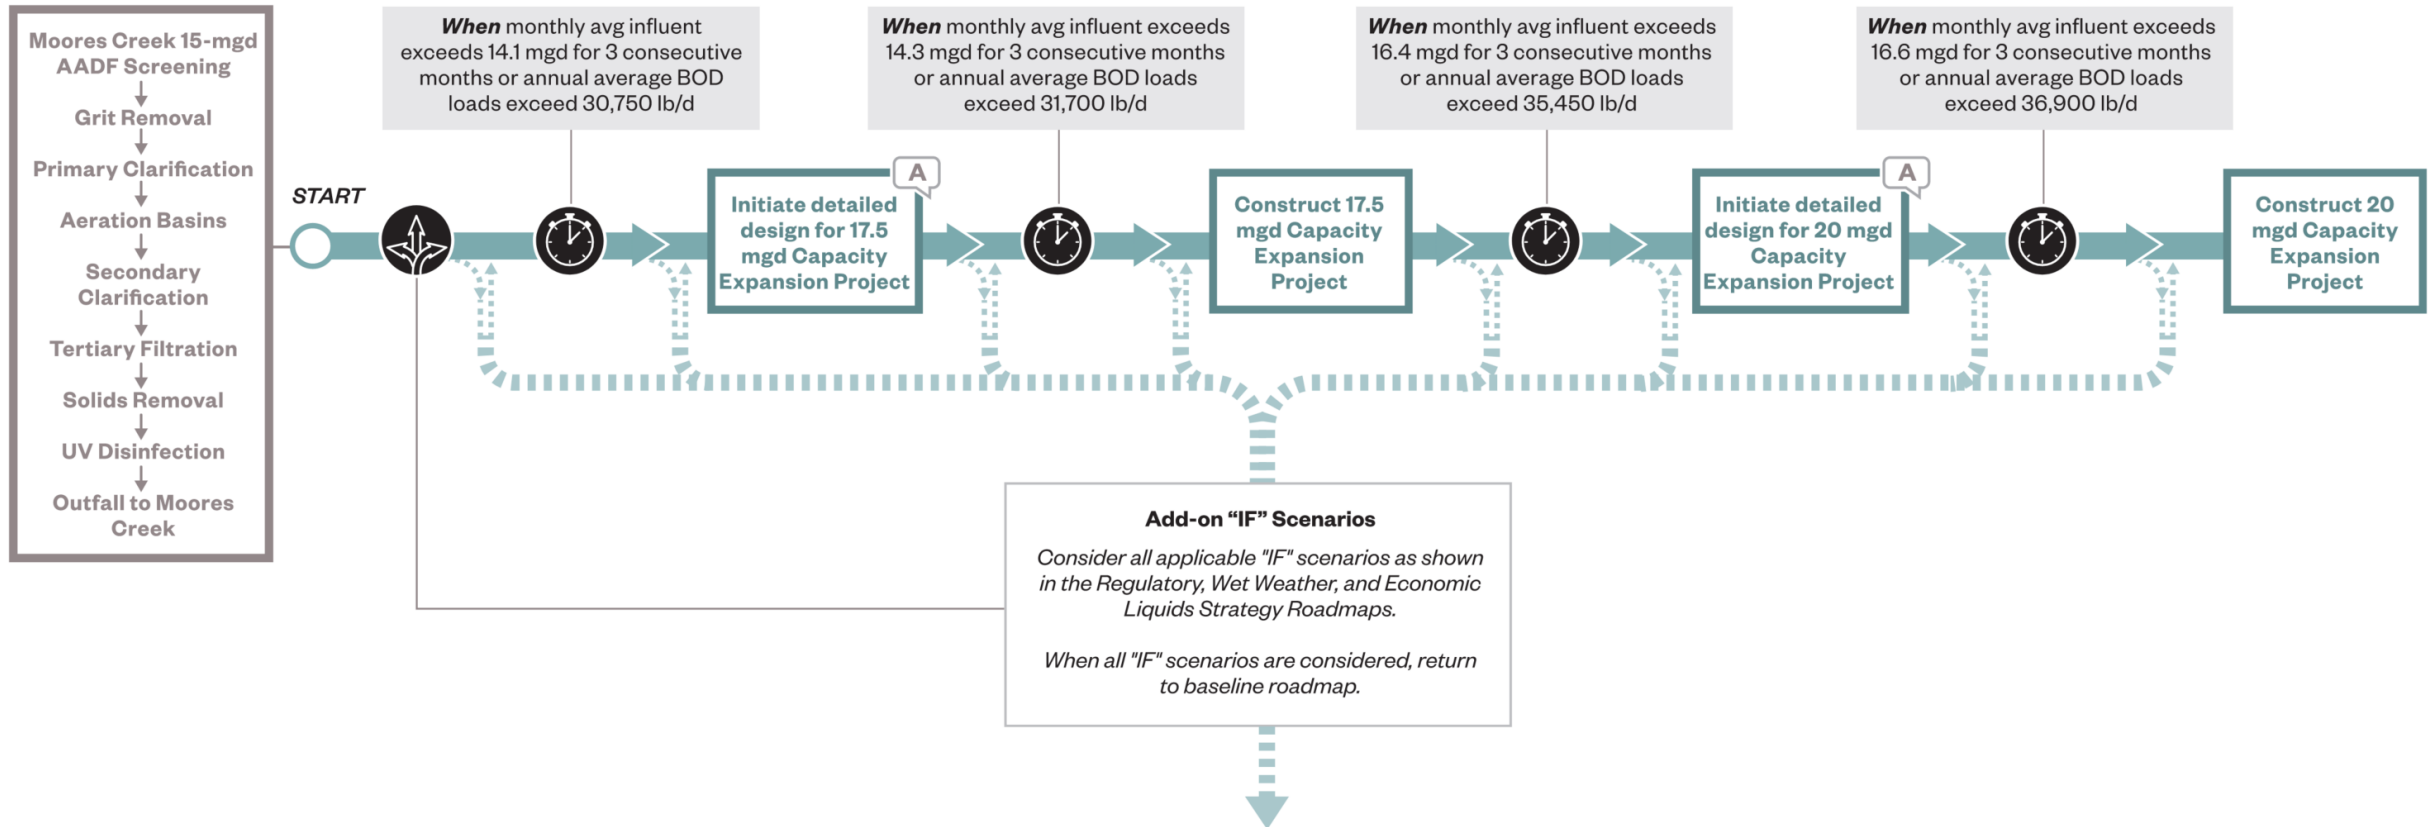 Moores Creek 15-mgd
AADF Screening
Grit Removal
Primary Clarification
Aeration Basins
Secondary
Clarification
Tertiary Filtration
Solids Removal
UV Disinfection
Outfall to Moores
Creek
START
When monthly avg influent
exceeds 14.1 mgd for 3 consecutive
months or annual average BOD
loads exceed 30,750 lb/d
When monthly avg influent exceeds
14.3 mgd for 3 consecutive months
or annual average BOD loads
exceed 31,700 lb/d
When monthly avg influent exceeds
16.4 mgd for 3 consecutive months
or annual average BOD loads
exceed 35,450 lb/d
When monthly avg influent exceeds
16.6 mgd for 3 consecutive months
or annual average BOD loads
exceed 36,900 lb/d
A
Initiate detailed
design for 17.5
mgd Capacity
Expansion Project
Construct 17.5
mgd Capacity
Expansion
Project
A
Initiate detailed
design for 20 mgd
Capacity
Expansion Project
Construct 20
mgd Capacity
Expansion
Project
Add-on “IF” Scenarios
Consider all applicable "IF" scenarios as shown
in the Regulatory, Wet Weather, and Economic
Liquids Strategy Roadmaps.
When all "IF" scenarios are considered, return
to baseline roadmap.